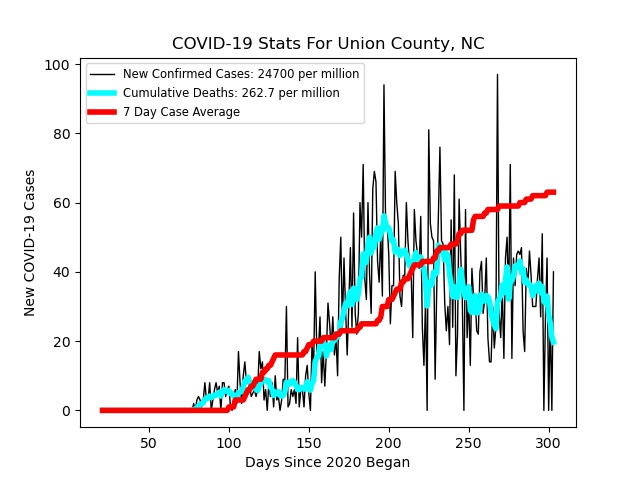 COVID-19 Stats For Union County, NC
New Confirmed Cases: 24700 per million
Cumulative Deaths: 262.7 per million
7 Day Case Average
New COVID-19 Cases
100
80
60
40
20
0
50 100 150 200 250 300
Days Since 2020 Began